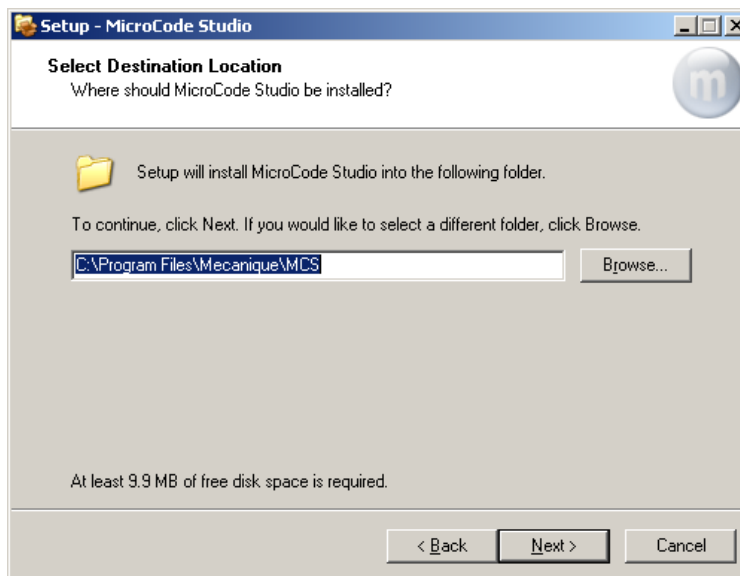 Setup - MicroCode Studio
Select Destination Location
Where should MicroCode Studio be installed?
m
Setup will install MicroCode Studio into the following folder.
To continue, click Next. If you would like to select a different folder, click Browse.
C:\Program Files\Mecanique\MCS
Browse...
At least 9.9 MB of free disk space is required.
< Back
Next >
Cancel